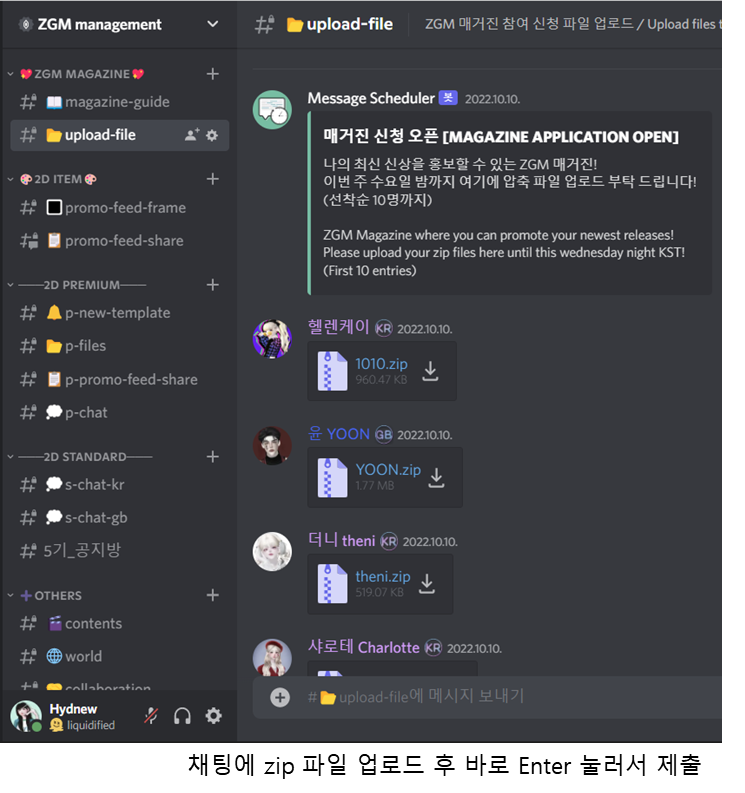 ZGM management
ZGM MAGAZINE
magazine-guide
upload-file
2D ITEM
promo-feed-frame
promo-feed-share
2D PREMIUM
p-new-template
p-files
p-promo-feed-share
p-chat
2D STANDARD
s-chat-kr
s-chat-gb
5기_공지방
OTHERS
contents
world
collaboration
Hydnew
liquidified
upload-file
ZGM 매거진 참여 신청 파일 업로드 / Upload files t
Message Scheduler 봇 2022.10.10.
매거진 신청 오픈 [MAGAZINE APPLICATION OPEN]
나의 최신 신상을 홍보할 수 있는 ZGM 매거진!
이번 주 수요일 밤까지 여기에 압축 파일 업로드 부탁 드립니다!
(선착순 10명까지)
ZGM Magazine where you can promote your newest releases!
Please upload your zip files here until this wednesday night KST!
(First 10 entries)
헬렌케이 KR 2022.10.10.
1010.zip
960.47 KB
윤 YOON GB 2022.10.10.
YOON.zip
1.77 MB
더니 theni KR 2022.10.10.
theni.zip
519.07 KB
샤로테 Charlotte KR 2022.10.10.
#upload-file에 메시지 보내기
채팅에 zip 파일 업로드 후 바로 Enter 눌러서 제출